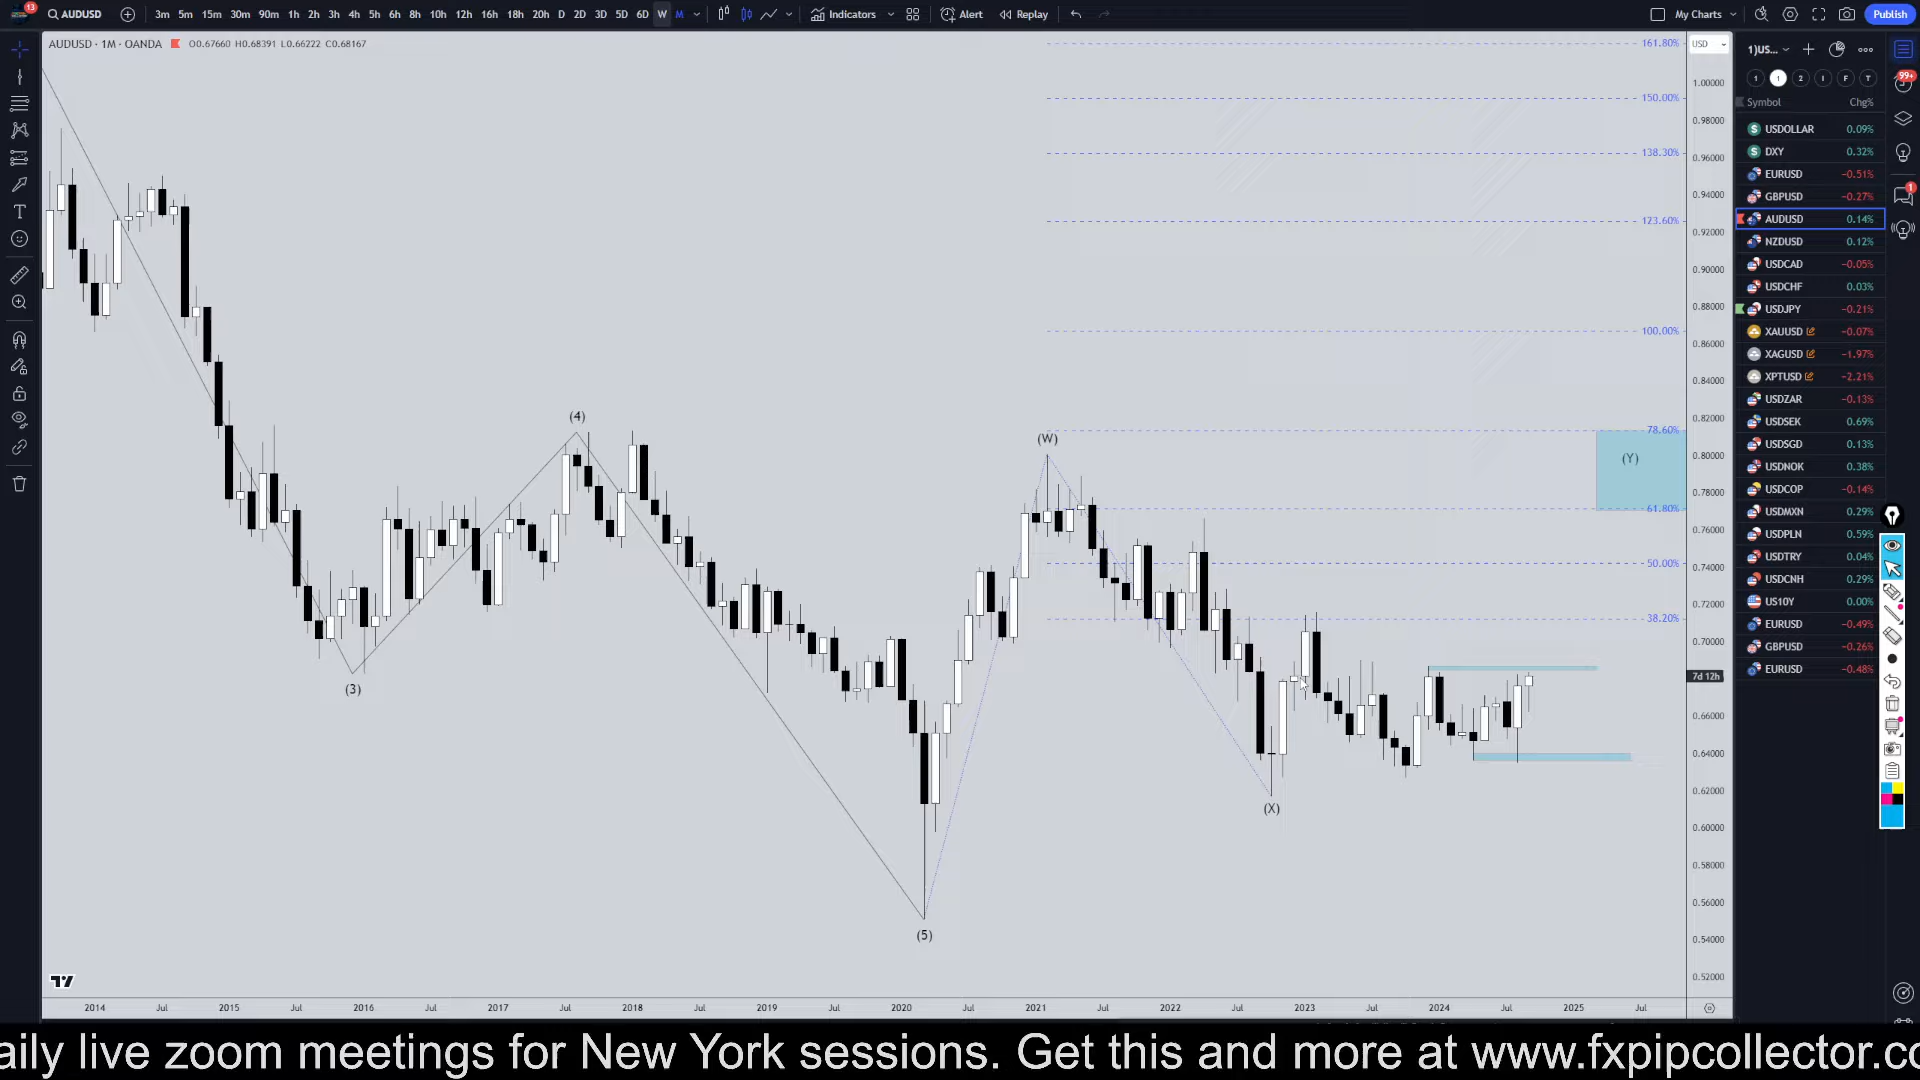 13
AUDUSD
3m 5m 15m 30m 90m 1h 2h 3h 4h 5h 6h 8h 10h 12h 16h 18h 20h D 2D 3D 5D 6D W M
Indicators
Alert
Replay
My Charts
Publish
AUDUSD · 1M · OANDA O0.67660 H0.68391 L0.66222 C0.68167
USD
1)US...
1 1 2 I F T
99+
1
Symbol Chg%
USDOLLAR 0.09%
DXY 0.32%
EURUSD −0.51%
GBPUSD −0.27%
AUDUSD 0.14%
NZDUSD 0.12%
USDCAD −0.05%
USDCHF 0.03%
USDJPY −0.21%
XAUUSD −0.07%
XAGUSD −1.97%
XPTUSD −2.21%
USDZAR −0.13%
USDSEK 0.69%
USDSGD 0.13%
USDNOK 0.38%
USDCOP −0.14%
USDMXN 0.29%
USDPLN 0.59%
USDTRY 0.04%
USDCNH 0.29%
US10Y 0.00%
EURUSD −0.49%
GBPUSD −0.26%
EURUSD −0.48%
161.80%
150.00%
138.30%
123.60%
100.00%
78.60%
61.80%
50.00%
38.20%
(3)
(4)
(5)
(W)
(X)
(Y)
1.00000
0.98000
0.96000
0.94000
0.92000
0.90000
0.88000
0.86000
0.84000
0.82000
0.80000
0.78000
0.76000
0.74000
0.72000
0.70000
7d 12h
0.66000
0.64000
0.62000
0.60000
0.58000
0.56000
0.54000
0.52000
2014 Jul 2015 Jul 2016 Jul 2017 Jul 2018 Jul 2019 Jul 2020 Jul 2021 Jul 2022 Jul 2023 Jul 2024 Jul 2025 Jul
aily live zoom meetings for New York sessions. Get this and more at www.fxpipcollector.co